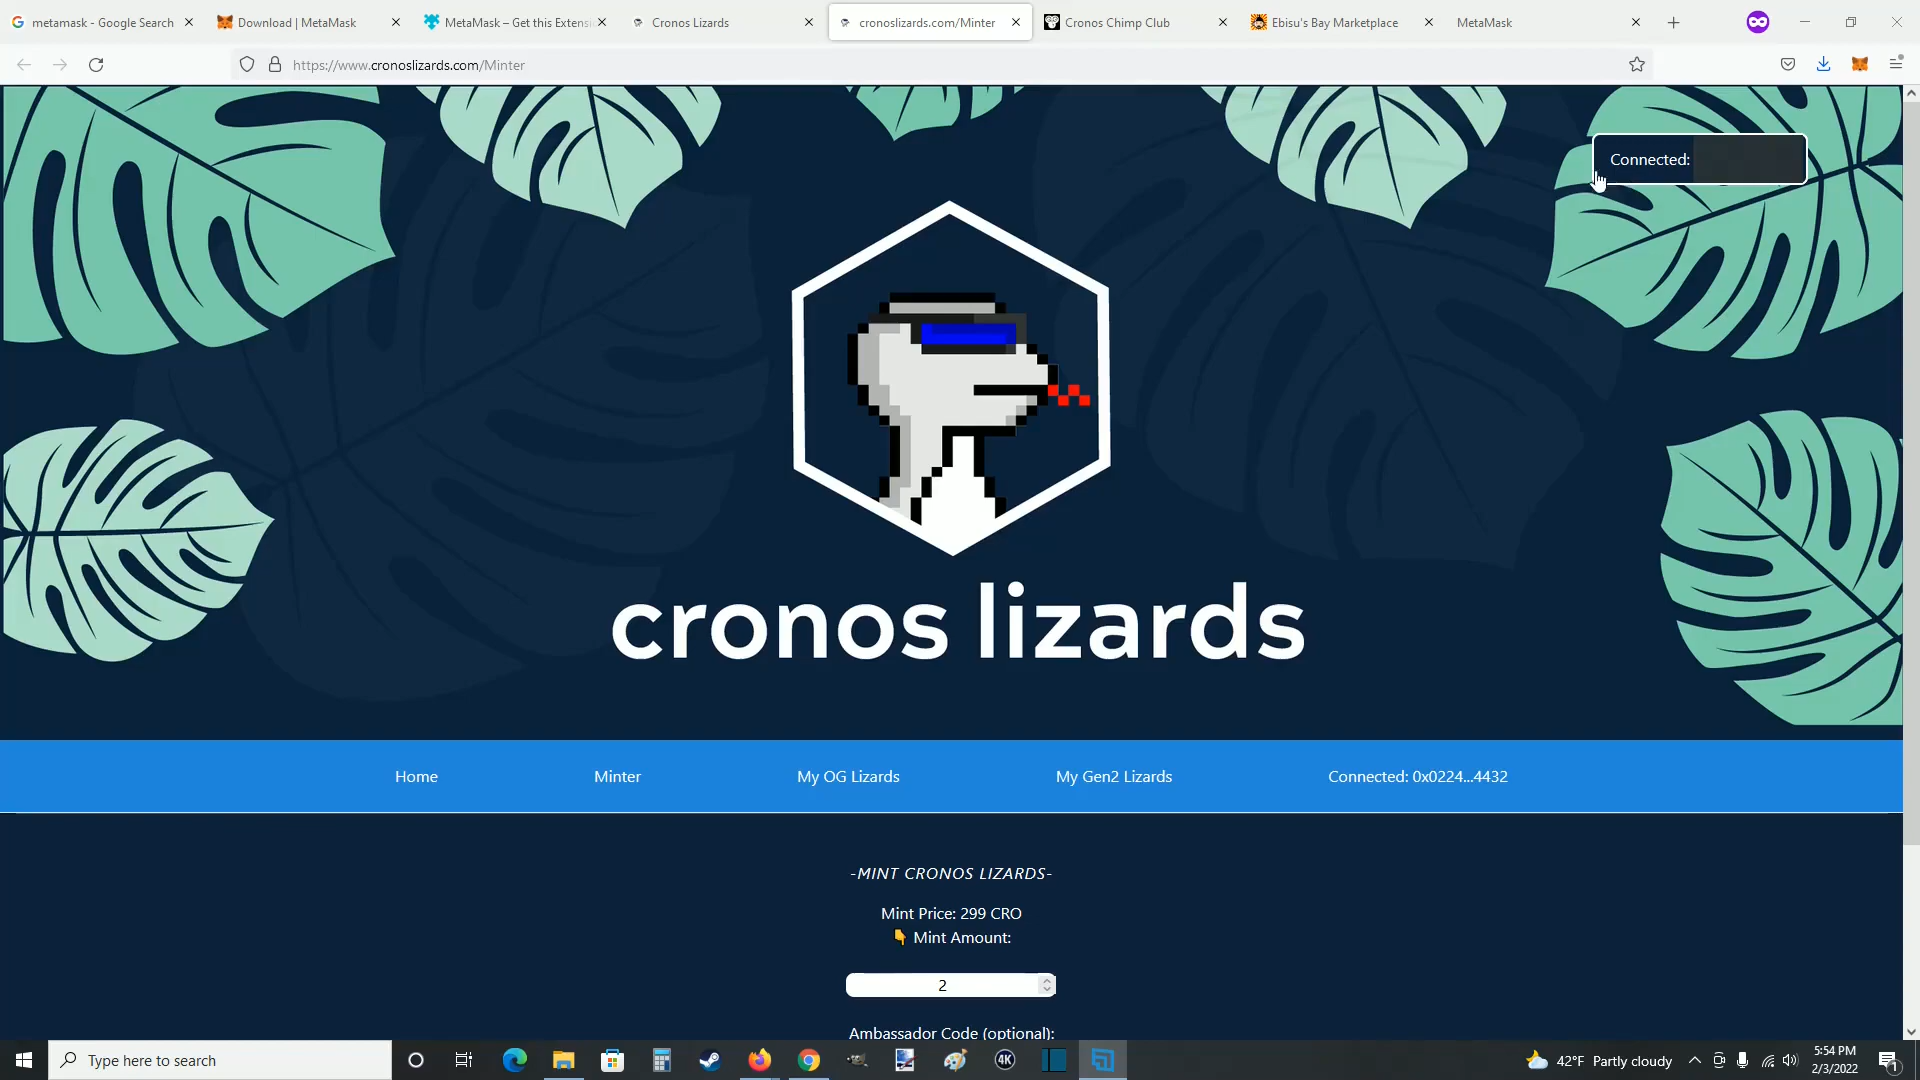 metamask - Google Search
Download | MetaMask
MetaMask – Get this Extensi
Cronos Lizards
cronoslizards.com/Minter
Cronos Chimp Club
Ebisu's Bay Marketplace
MetaMask
https://www.cronoslizards.com/Minter
Connected:
cronos lizards
Home
Minter
My OG Lizards
My Gen2 Lizards
Connected: 0x0224...4432
-MINT CRONOS LIZARDS-
Mint Price: 299 CRO
👇 Mint Amount:
2
Ambassador Code (optional):
Type here to search
4K
42°F Partly cloudy
5:54 PM
2/3/2022
1